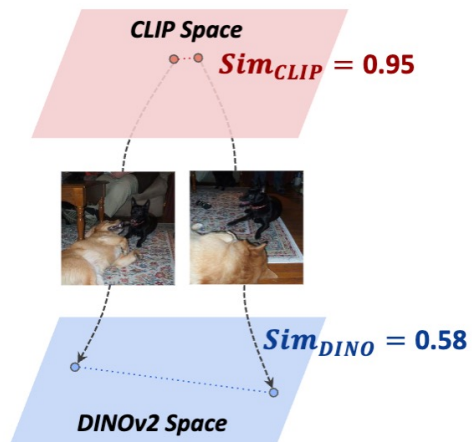 CLIP Space
Sim_CLIP = 0.95
Sim_DINO = 0.58
DINOv2 Space